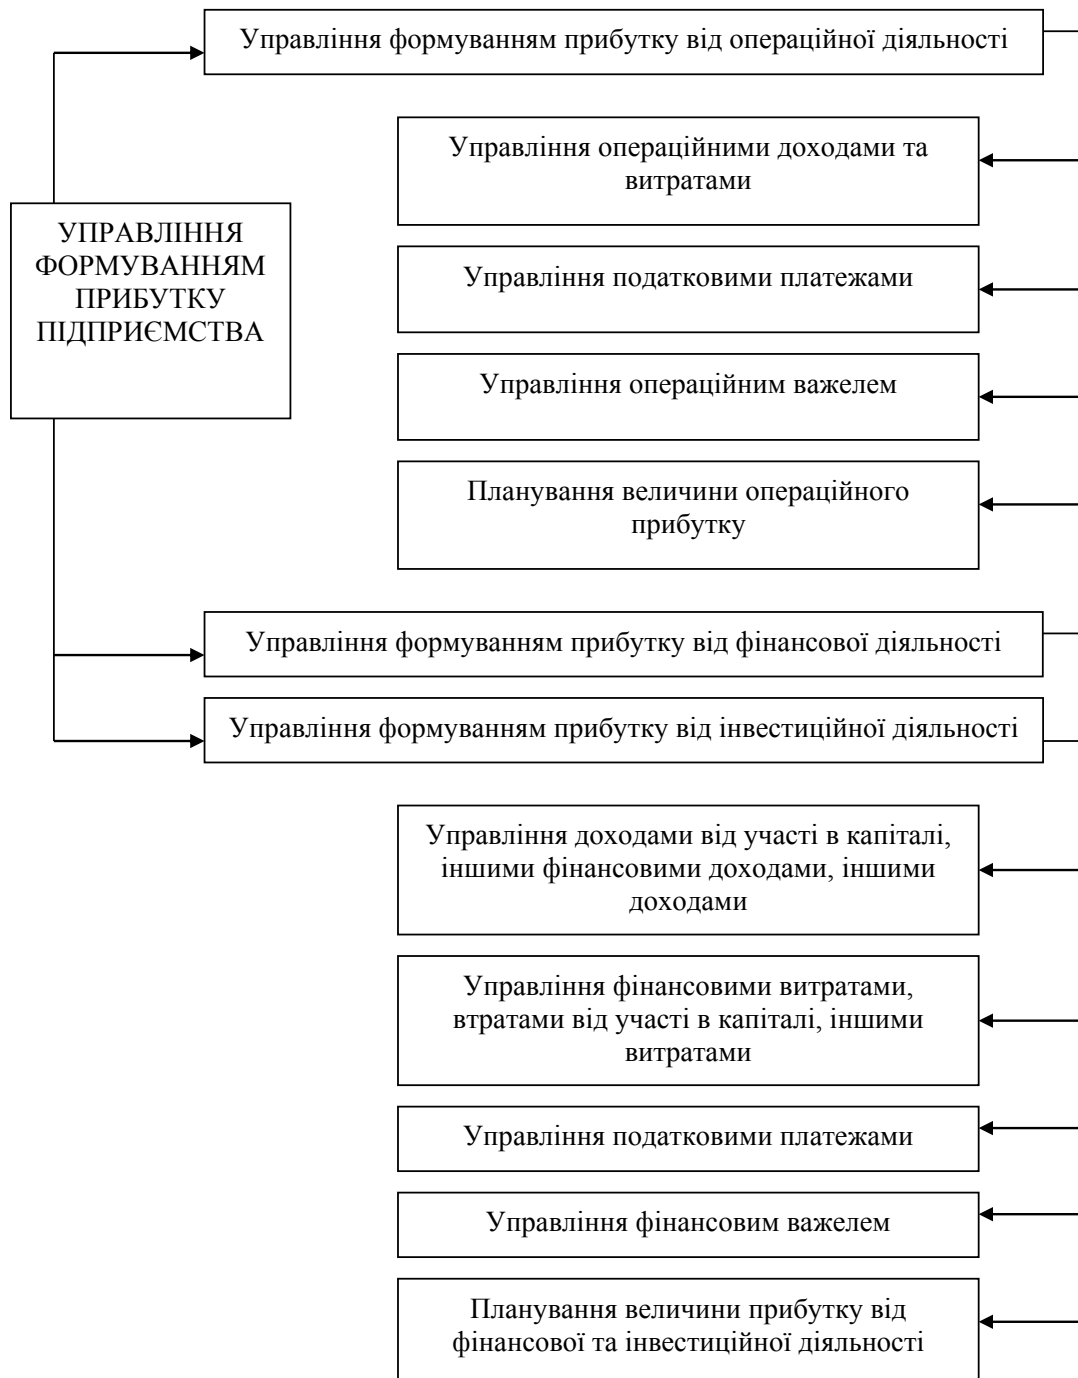 Управління формуванням прибутку від операційної діяльності
Управління операційними доходами та
витратами
УПРАВЛІННЯ
ФОРМУВАННЯМ
ПРИБУТКУ
ПІДПРИЄМСТВА
Управління податковими платежами
Управління операційним важелем
Планування величини операційного
прибутку
Управління формуванням прибутку від фінансової діяльності
Управління формуванням прибутку від інвестиційної діяльності
Управління доходами від участі в капіталі,
іншими фінансовими доходами, іншими
доходами
Управління фінансовими витратами,
втратами від участі в капіталі, іншими
витратами
Управління податковими платежами
Управління фінансовим важелем
Планування величини прибутку від
фінансової та інвестиційної діяльності